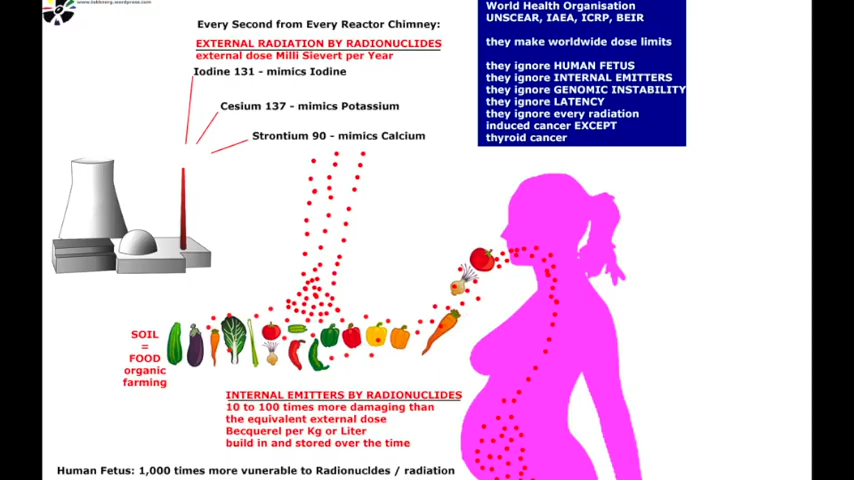 Every Second from Every Reactor Chimney:
EXTERNAL RADIATION BY RADIONUCLIDES
external dose Milli Sievert per Year
Iodine 131 - mimics Iodine
Cesium 137 - mimics Potassium
Strontium 90 - mimics Calcium
World Health Organisation
UNSCEAR, IAEA, ICRP, BEIR
they make worldwide dose limits
they ignore HUMAN FETUS
they ignore INTERNAL EMITTERS
they ignore GENOMIC INSTABILITY
they ignore LATENCY
they ignore every radiation
induced cancer EXCEPT
thyroid cancer
SOIL
=
FOOD
organic
farming
INTERNAL EMITTERS BY RADIONUCLIDES
10 to 100 times more damaging than
the equivalent external dose
Becquerel per Kg or Liter
build in and stored over the time
Human Fetus: 1,000 times more vunerable to Radionucldes / radiation